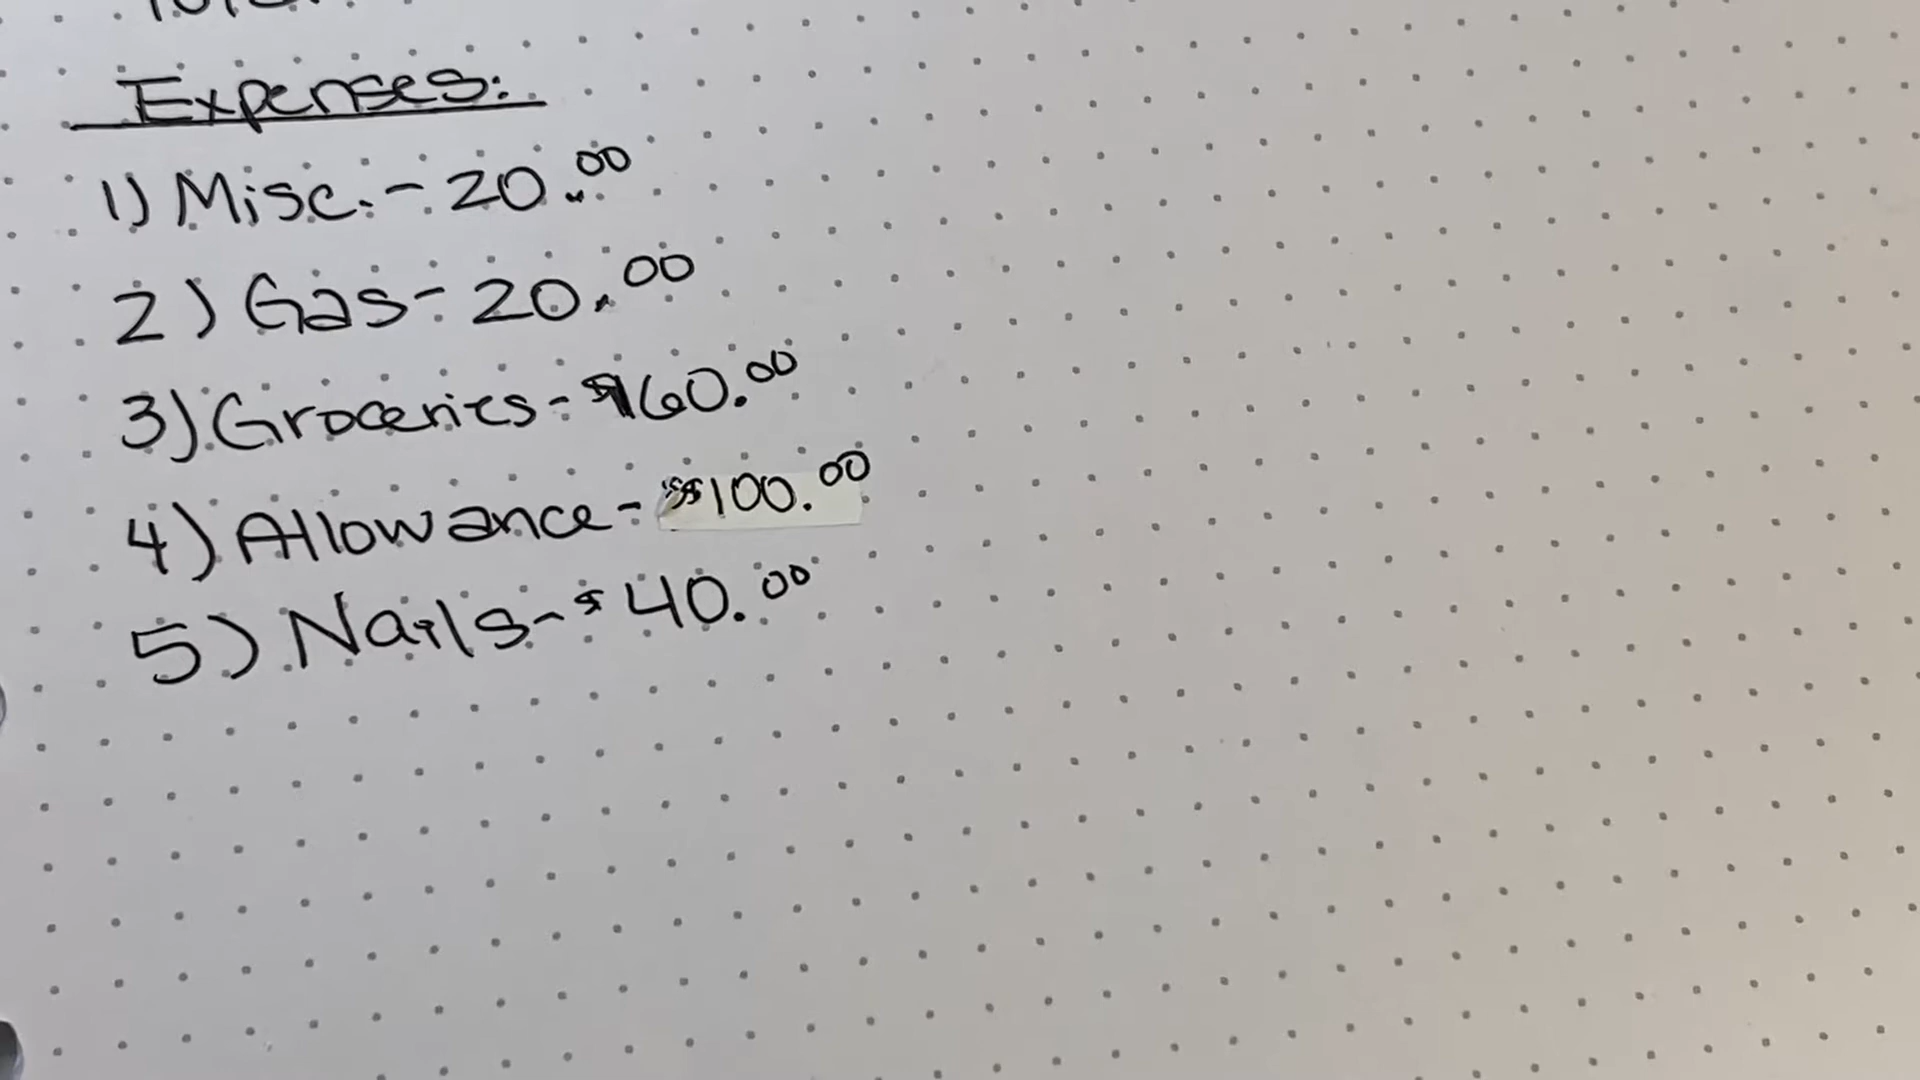 Expenses:
1) Misc. - 20.00
2) Gas - 20.00
3) Groceries - $160.00
4) Allowance - $100.00
5) Nails - $40.00